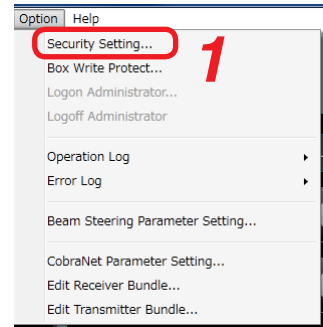 Option Help
Security Setting...
1
Box Write Protect...
Logon Administrator...
Logoff Administrator
Operation Log
Error Log
Beam Steering Parameter Setting...
CobraNet Parameter Setting...
Edit Receiver Bundle...
Edit Transmitter Bundle...